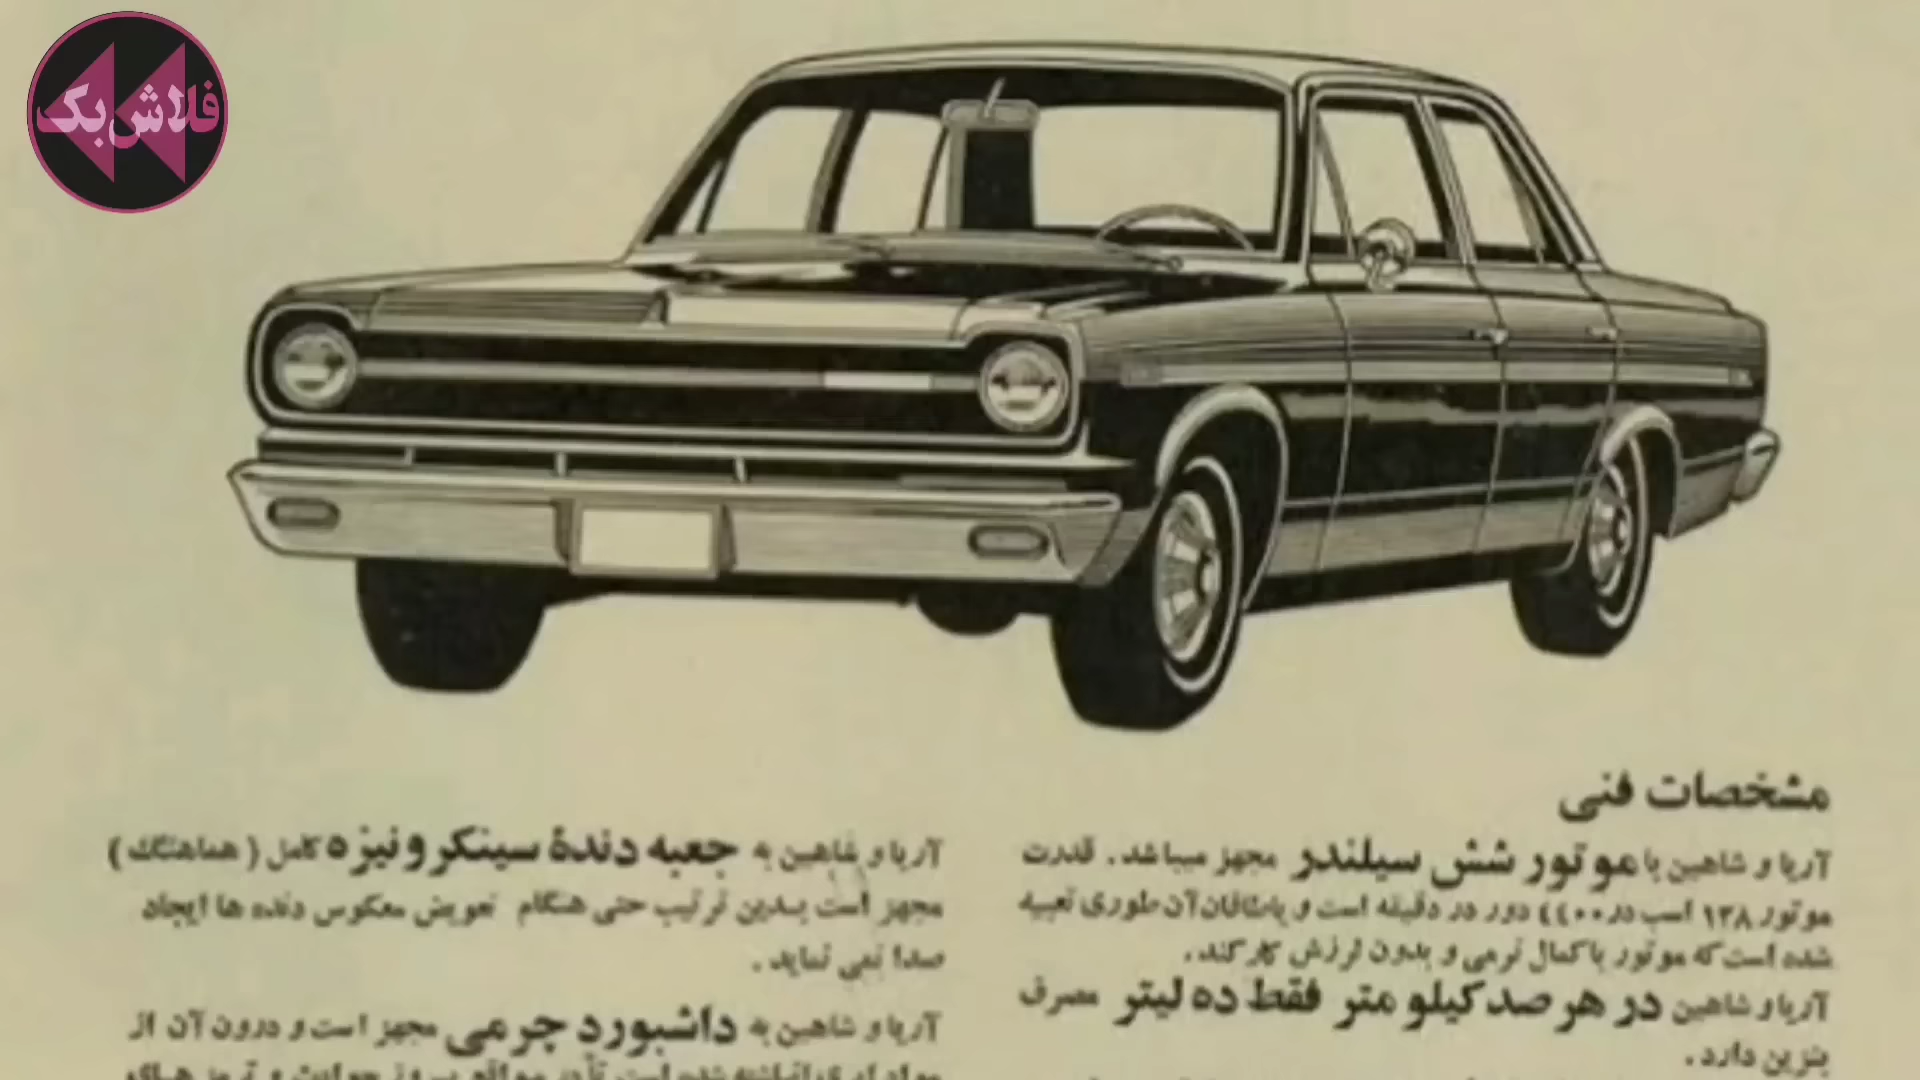 فلاش بک
مشخصات فنی
آریا و شاهین با موتور شش سیلندر مجهز میباشد. قدرت
موتور ۱۳۸ اسب در ۴۴۰۰ دور در دقیقه است و یاتاقان آن طوری تعبیه
شده است که موتور با کمال نرمی و بدون لرزش کار کند.
آریا و شاهین در هر صد کیلو متر فقط ده لیتر مصرف
بنزین دارد.
آریا و شاهین به جعبه دندهٔ سینکرونیزه کامل (هماهنگ)
مجهز است بدین ترتیب حتی هنگام تعویض معکوس دنده ها ایجاد
صدا نمی نماید.
آریا و شاهین به داشبورد چرمی مجهز است و درون آن از